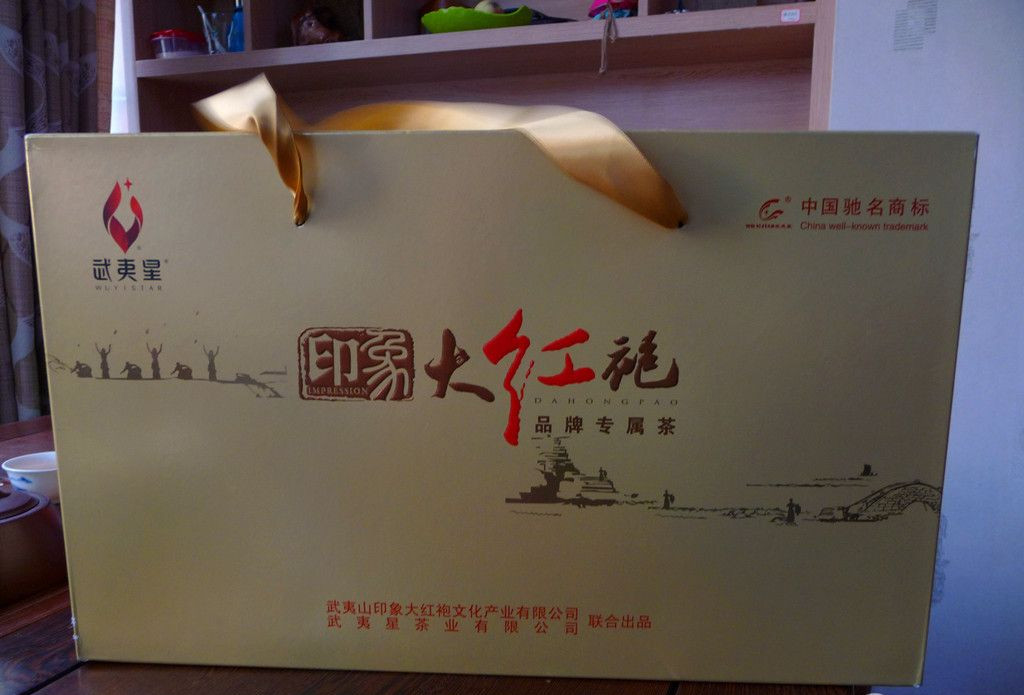 武夷星
WUYISTAR
中国驰名商标
China well-known trademark
印象大红袍
IMPRESSION
DAHONGPAO
品牌专属茶
武夷山印象大红袍文化产业有限公司
武夷星茶业有限公司
联合出品